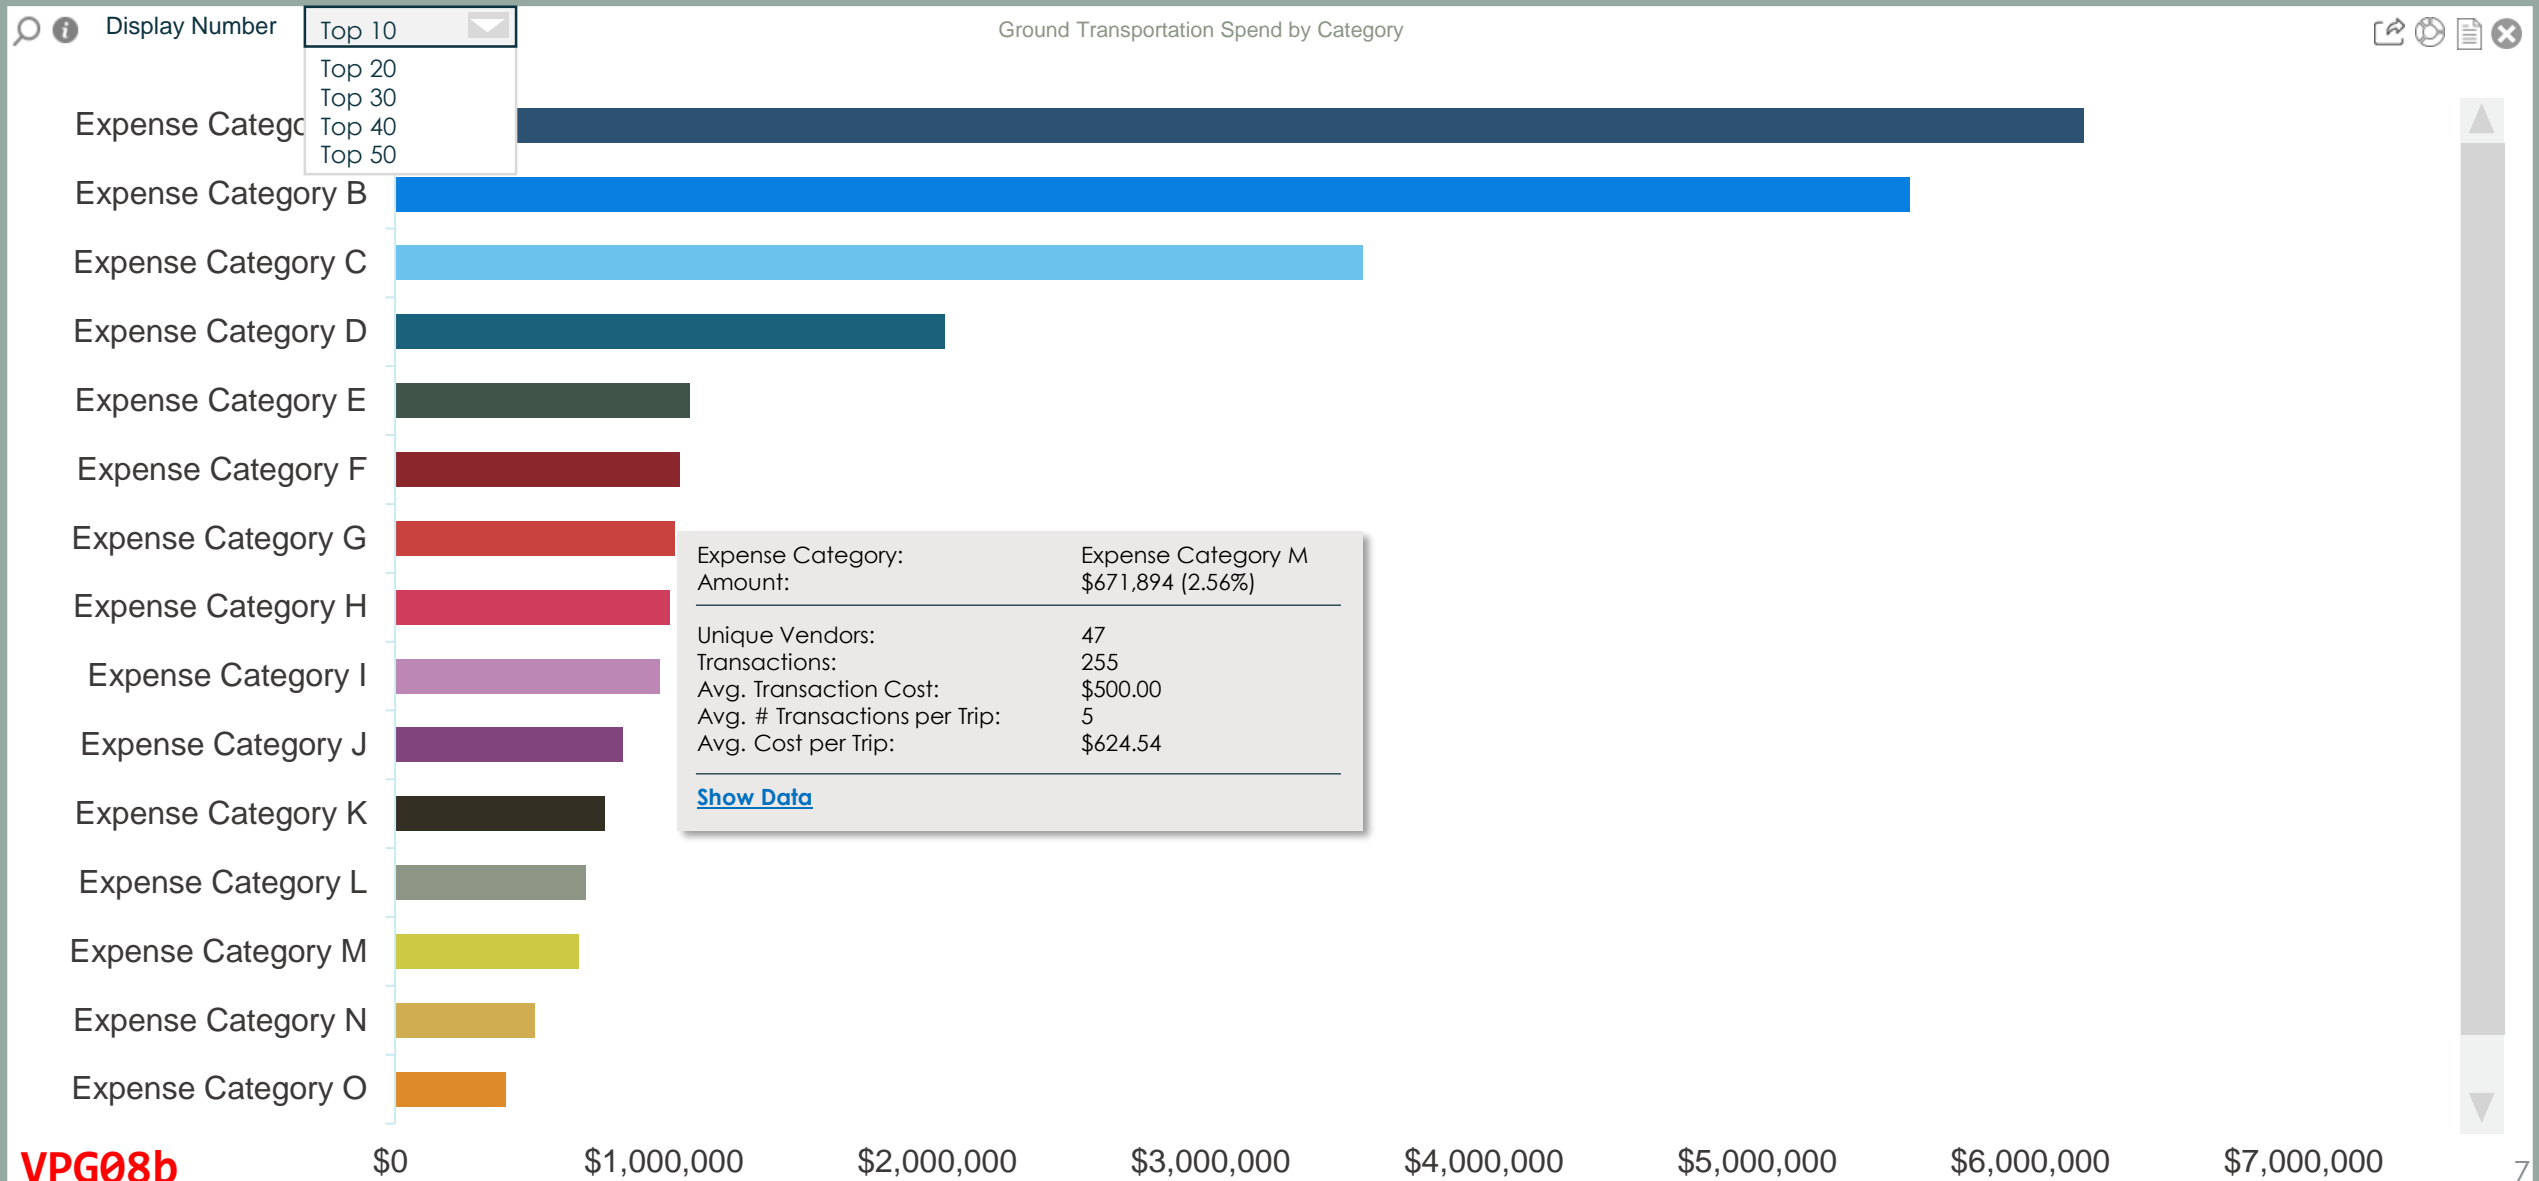 Display Number
Top 10
Ground Transportation Spend by Category
Top 20
Top 30
Top 40
Top 50
Expense Catego
Expense Category B
Expense Category C
Expense Category D
Expense Category E
Expense Category F
Expense Category G
Expense Category H
Expense Category I
Expense Category J
Expense Category K
Expense Category L
Expense Category M
Expense Category N
Expense Category O
Expense Category: Expense Category M
Amount: $671,894 (2.56%)
Unique Vendors: 47
Transactions: 255
Avg. Transaction Cost: $500.00
Avg. # Transactions per Trip: 5
Avg. Cost per Trip: $624.54
Show Data
$0 $1,000,000 $2,000,000 $3,000,000 $4,000,000 $5,000,000 $6,000,000 $7,000,000
VPG08b
7